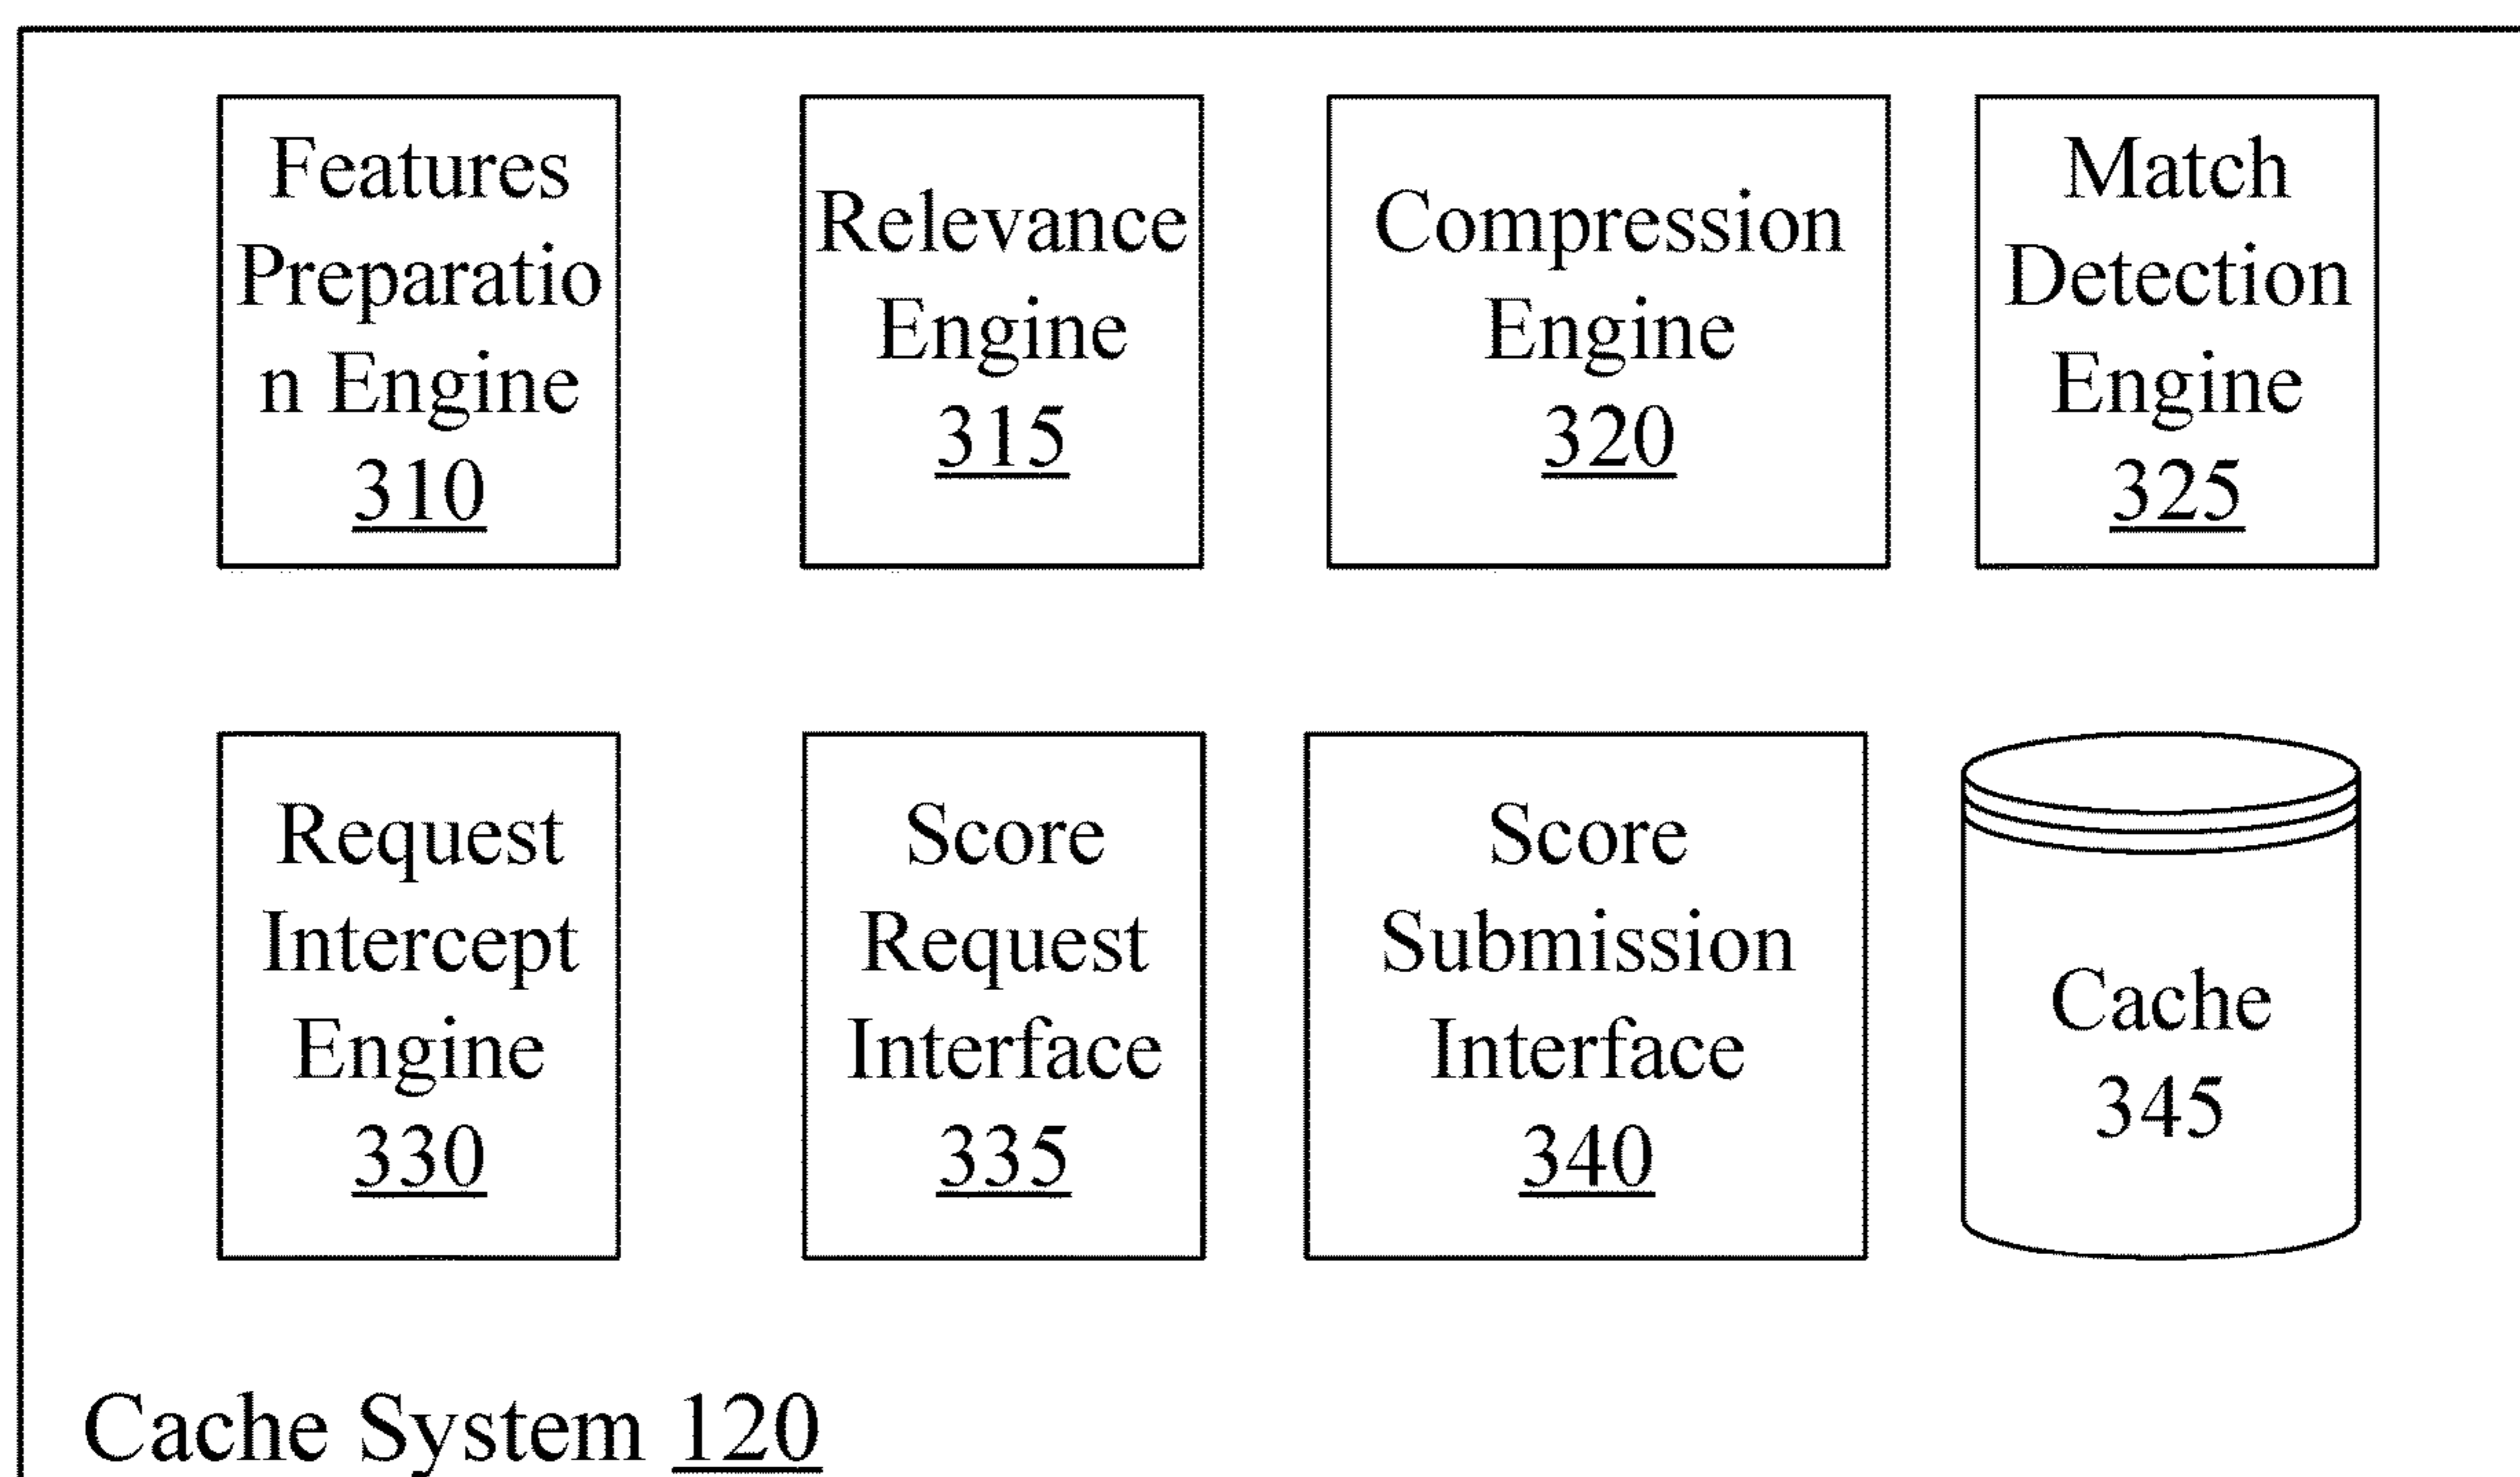 Features
Preparatio
n Engine
310
Relevance
Engine
315
Compression
Engine
320
Match
Detection
Engine
325
Request
Intercept
Engine
330
Score
Request
Interface
335
Score
Submission
Interface
340
Cache
345
Cache System 120